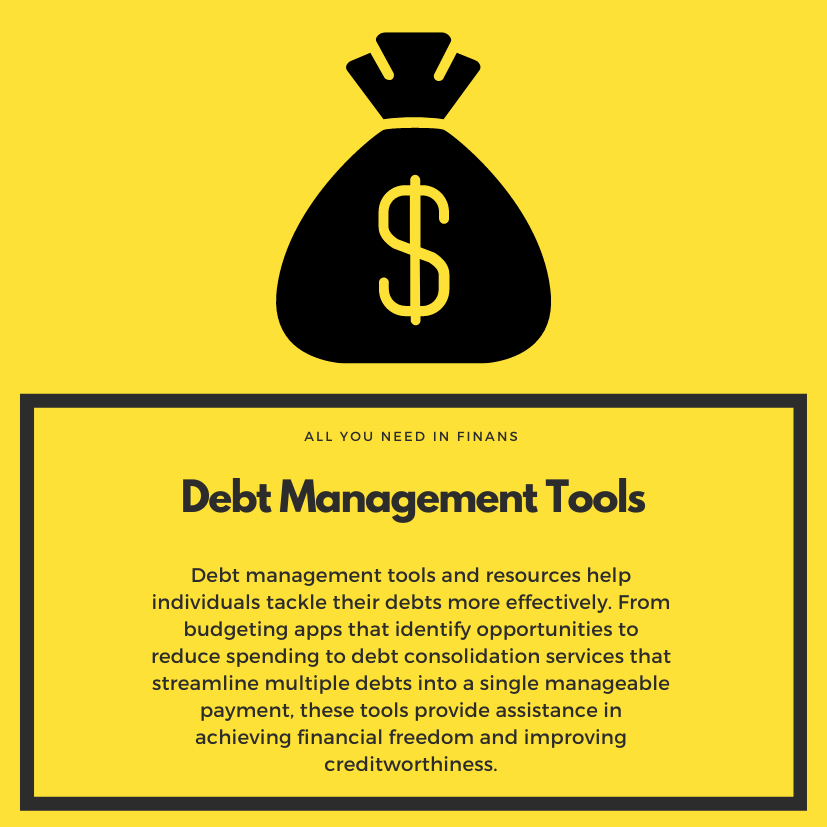 $
ALL YOU NEED IN FINANS
Debt Management Tools
Debt management tools and resources help
individuals tackle their debts more effectively. From
budgeting apps that identify opportunities to
reduce spending to debt consolidation services that
streamline multiple debts into a single manageable
payment, these tools provide assistance in
achieving financial freedom and improving
creditworthiness.